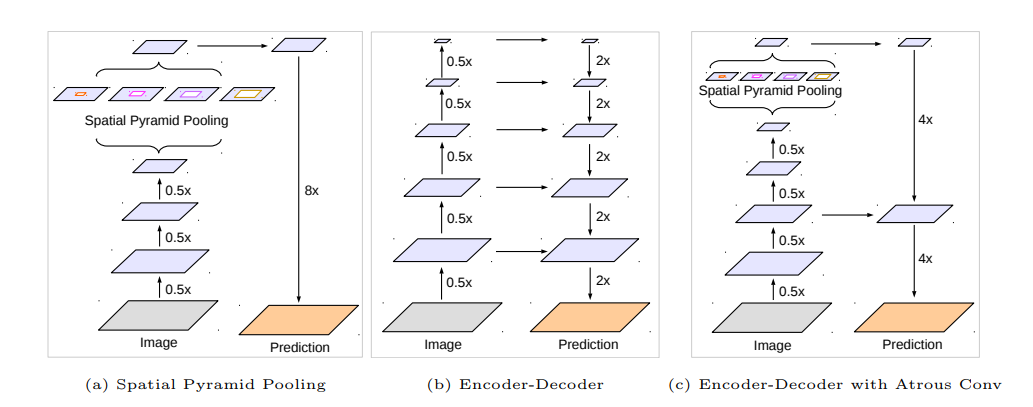 Spatial Pyramid Pooling
0.5x
0.5x
0.5x
8x
Image
Prediction
0.5x
0.5x
0.5x
0.5x
0.5x
2x
2x
2x
2x
2x
Image
Prediction
Spatial Pyramid Pooling
0.5x
0.5x
0.5x
0.5x
4x
4x
Image
Prediction
(a) Spatial Pyramid Pooling
(b) Encoder-Decoder
(c) Encoder-Decoder with Atrous Conv